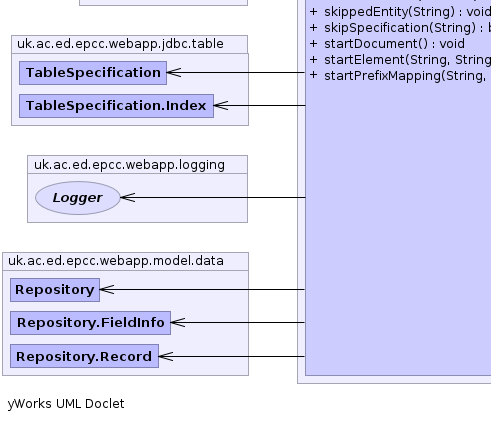 uk.ac.ed.epcc.webapp.jdbc.table
TableSpecification
TableSpecification.Index
uk.ac.ed.epcc.webapp.logging
Logger
uk.ac.ed.epcc.webapp.model.data
Repository
Repository.FieldInfo
Repository.Record
+ skippedEntity(String) : void
+ skipSpecification(String) : b
+ startDocument() : void
+ startElement(String, String
+ startPrefixMapping(String,
yWorks UML Doclet